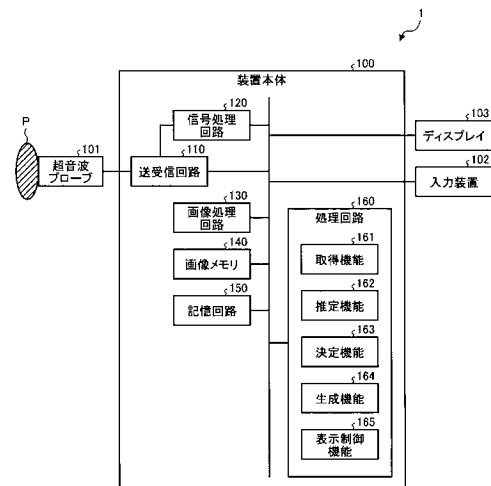 1
100
装置本体
P
101
超音波
プローブ
110
送受信回路
120
信号処理
回路
130
画像処理
回路
140
画像メモリ
150
記憶回路
160
処理回路
161
取得機能
162
推定機能
163
決定機能
164
生成機能
165
表示制御
機能
103
ディスプレイ
102
入力装置